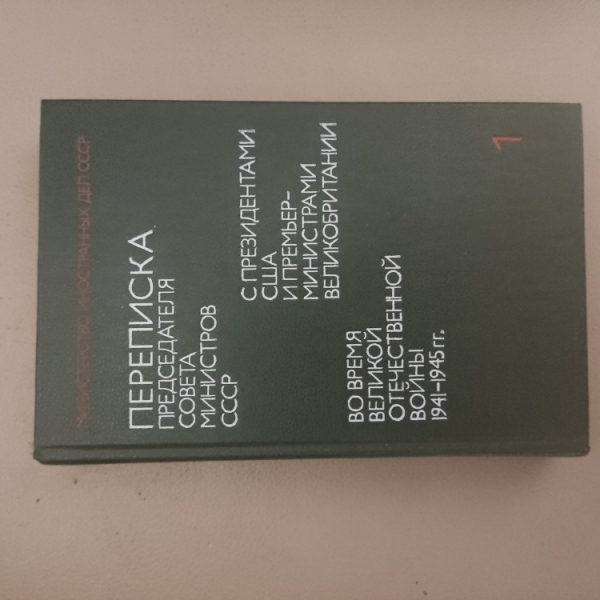 МИНИСТЕРСТВО ИНОСТРАННЫХ ДЕЛ СССР
ПЕРЕПИСКА
ПРЕДСЕДАТЕЛЯ
СОВЕТА
МИНИСТРОВ
СССР
С ПРЕЗИДЕНТАМИ
США
И ПРЕМЬЕР-
МИНИСТРАМИ
ВЕЛИКОБРИТАНИИ
ВО ВРЕМЯ
ВЕЛИКОЙ
ОТЕЧЕСТВЕННОЙ
ВОЙНЫ
1941–1945 гг.
1